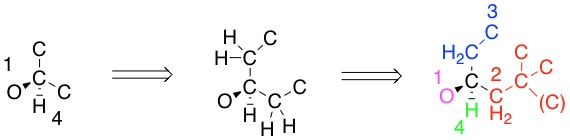 1 C
O C C
H 4
H C
H C
O C C C
H H H
3
C
H2C C
1 C 2 C C
O C (C)
H H2
4